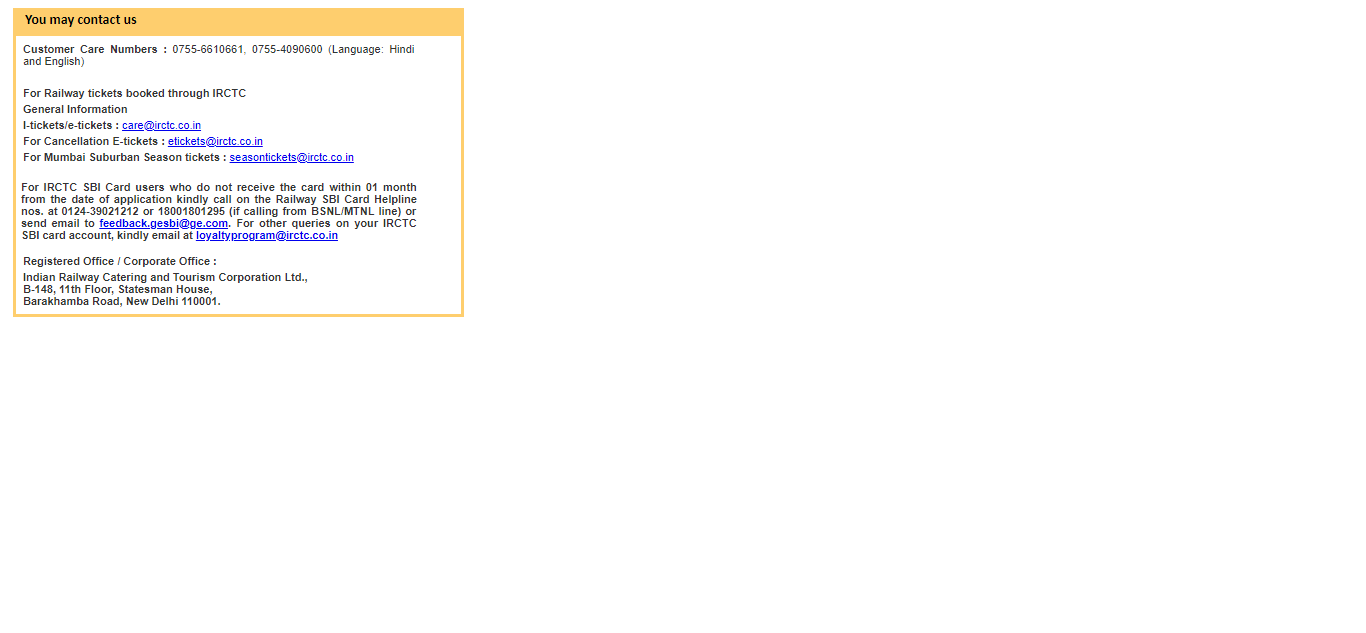 You may contact us
Customer Care Numbers : 0755-6610661, 0755-4090600 (Language: Hindi
and English)
For Railway tickets booked through IRCTC
General Information
I-tickets/e-tickets : care@irctc.co.in
For Cancellation E-tickets : etickets@irctc.co.in
For Mumbai Suburban Season tickets : seasontickets@irctc.co.in
For IRCTC SBI Card users who do not receive the card within 01 month
from the date of application kindly call on the Railway SBI Card Helpline
nos. at 0124-39021212 or 18001801295 (if calling from BSNL/MTNL line) or
send email to feedback.gesbi@ge.com. For other queries on your IRCTC
SBI card account, kindly email at loyaltyprogram@irctc.co.in
Registered Office / Corporate Office :
Indian Railway Catering and Tourism Corporation Ltd.,
B-148, 11th Floor, Statesman House,
Barakhamba Road, New Delhi 110001.